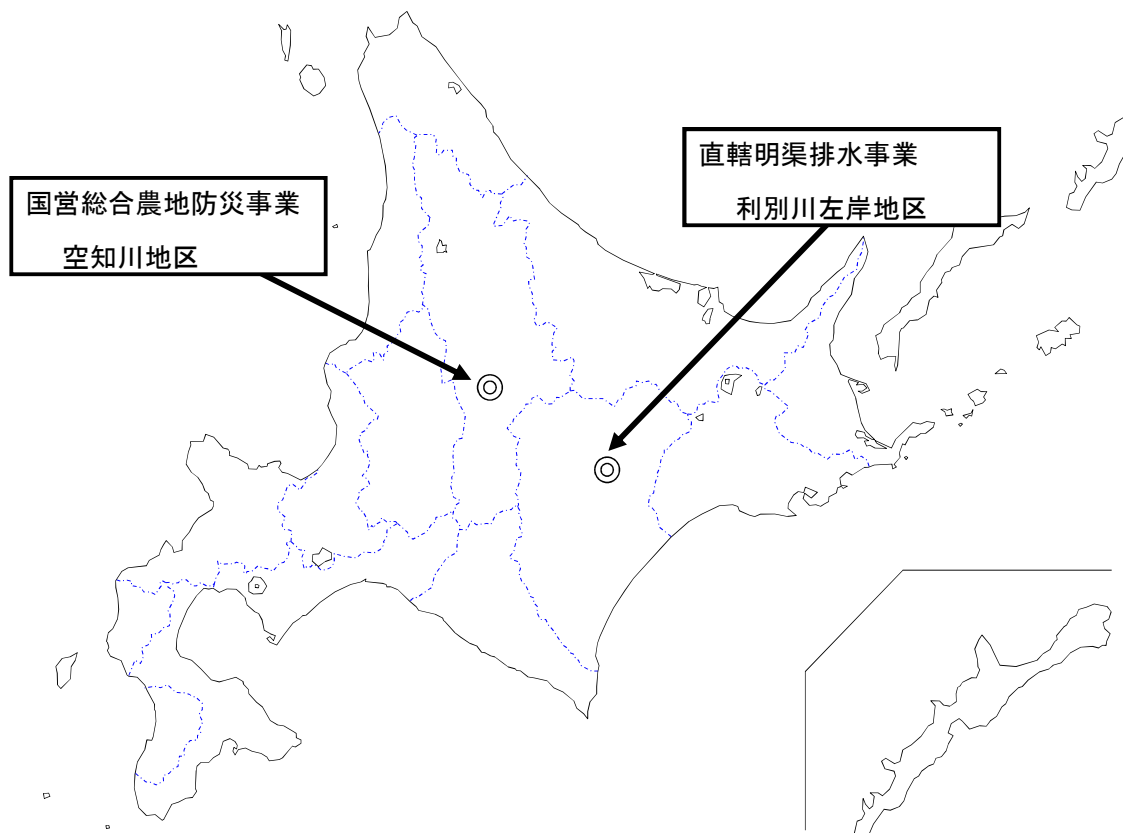 国営総合農地防災事業
空知川地区
直轄明渠排水事業
利別川左岸地区